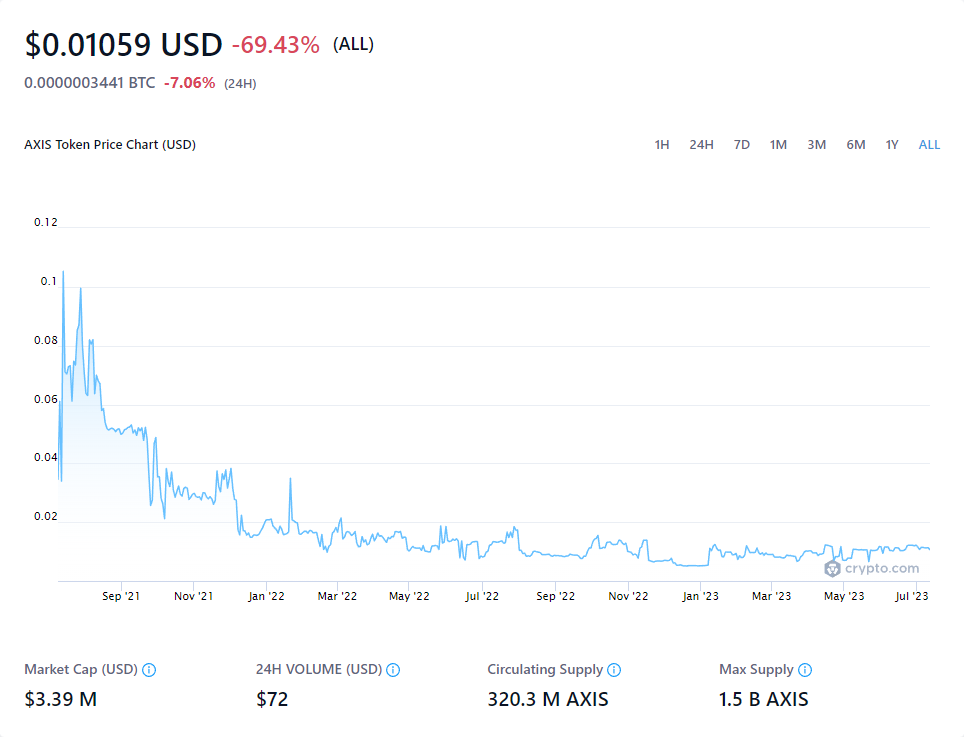 $0.01059 USD -69.43% (ALL)
0.0000003441 BTC -7.06% (24H)
AXIS Token Price Chart (USD) 1H 24H 7D 1M 3M 6M 1Y ALL
0.12
0.1
0.08
0.06
0.04
0.02
crypto.com
Sep '21 Nov '21 Jan '22 Mar '22 May '22 Jul '22 Sep '22 Nov '22 Jan '23 Mar '23 May '23 Jul '23
Market Cap (USD) 24H VOLUME (USD) Circulating Supply Max Supply
$3.39 M $72 320.3 M AXIS 1.5 B AXIS